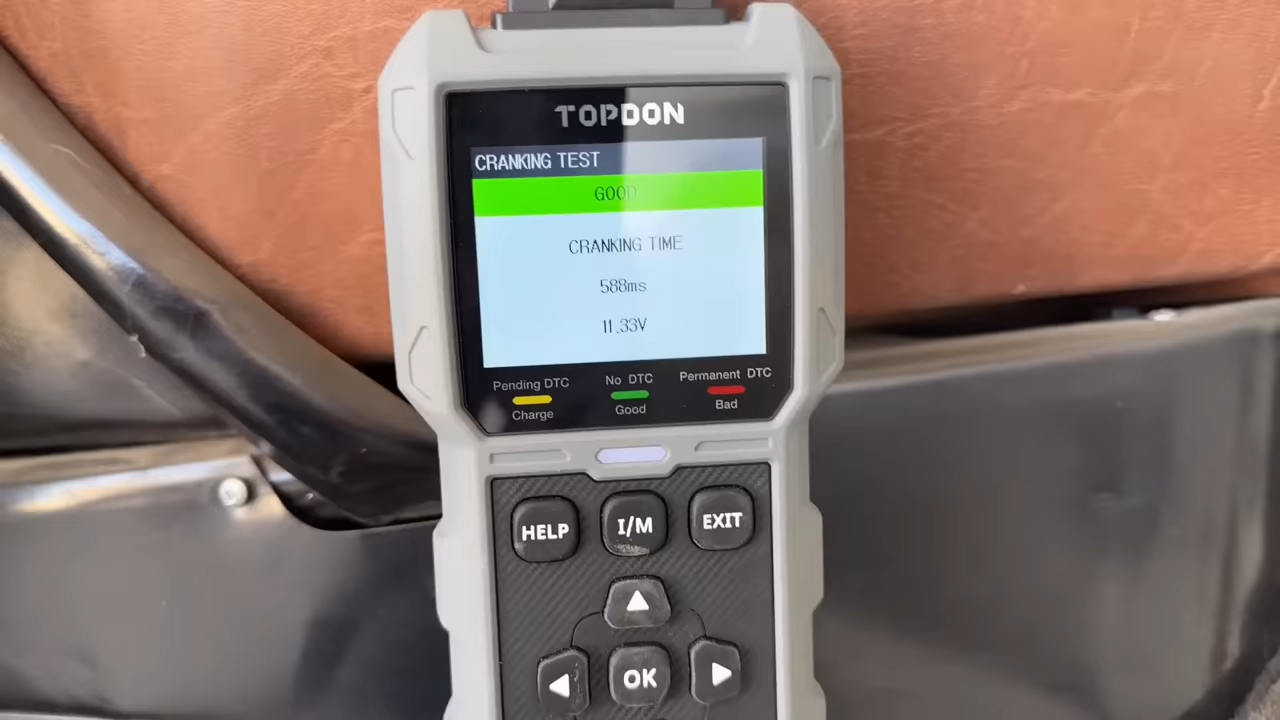 TOPDON
CRANKING TEST
GOOD
CRANKING TIME
588ms
11.33V
Pending DTC No DTC Permanent DTC
Charge Good Bad
HELP I/M EXIT
OK